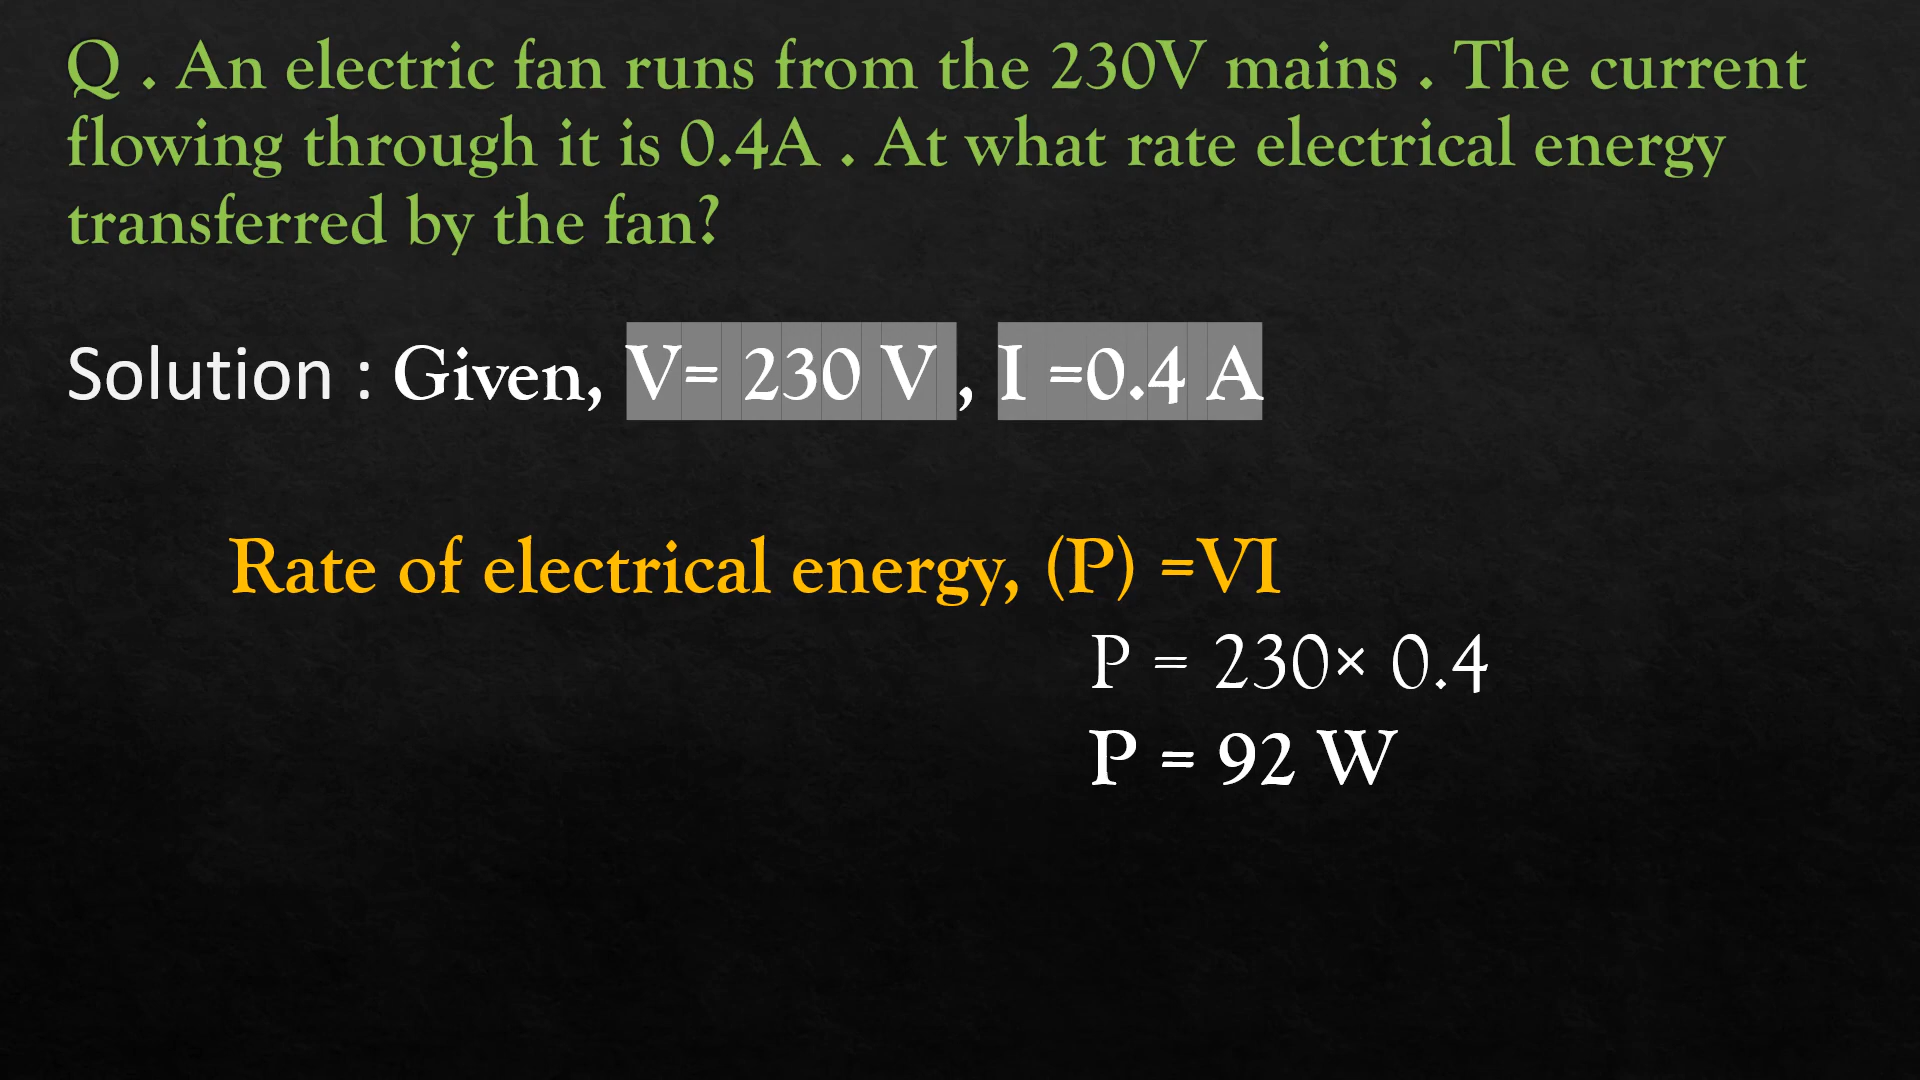 Q . An electric fan runs from the 230V mains . The current
flowing through it is 0.4A . At what rate electrical energy
transferred by the fan?
Solution : Given, V= 230 V , I =0.4 A
Rate of electrical energy, (P) =VI
P = 230× 0.4
P = 92 W